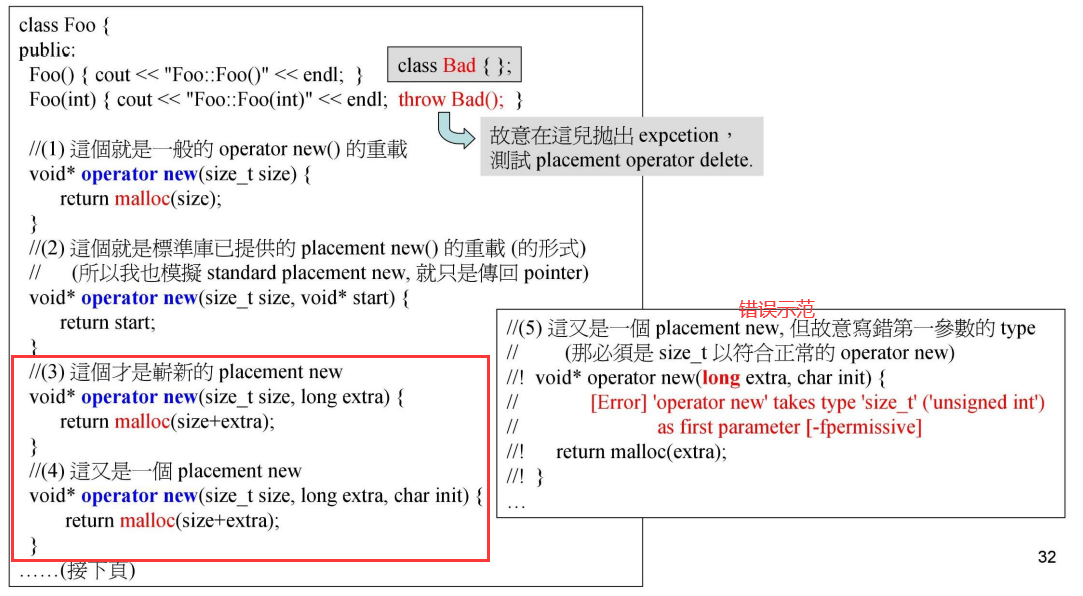 class Foo {
public:
Foo() { cout << "Foo::Foo()" << endl;  }
class Bad { };
Foo(int) { cout << "Foo::Foo(int)" << endl;  throw Bad();  }
故意在這兒拋出 expcetion，
測試 placement operator delete.
//(1) 這個就是一般的 operator new() 的重載
void* operator new(size_t size) {
return malloc(size);
}
//(2) 這個就是標準庫已提供的 placement new() 的重載 (的形式)
//      (所以我也模擬 standard placement new, 就只是傳回 pointer)
void* operator new(size_t size, void* start) {
return start;
}
//(3) 這個才是嶄新的 placement new
void* operator new(size_t size, long extra) {
return malloc(size+extra);
}
//(4) 這又是一個 placement new
void* operator new(size_t size, long extra, char init) {
return malloc(size+extra);
}
……(接下頁)
错误示范
//(5) 這又是一個 placement new, 但故意寫錯第一參數的 type
//        (那必須是 size_t 以符合正常的 operator new)
//!  void* operator new(long extra, char init) {
//            [Error] 'operator new' takes type 'size_t' ('unsigned int')
//                      as first parameter [-fpermissive]
//!     return malloc(extra);
//!  }
…
32